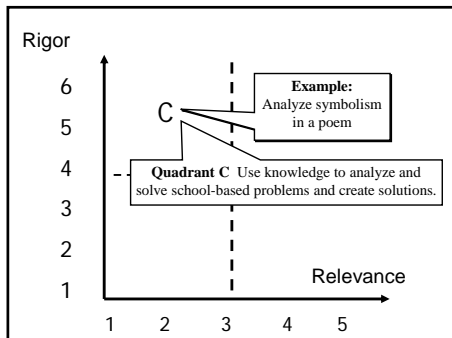 Rigor
6
Example:
Analyze symbolism
in a poem
C
5
4
Quadrant C Use knowledge to analyze and
solve school-based problems and create solutions.
3
2
Relevance
1
1 2 3 4 5